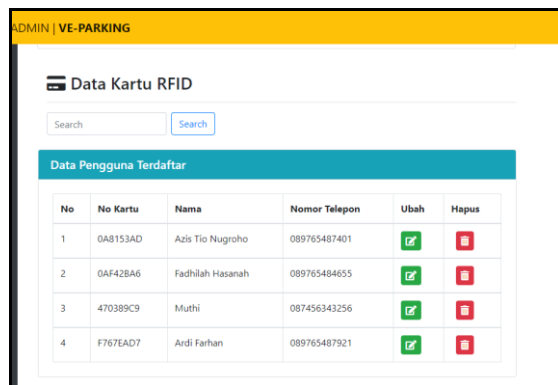 ADMIN | VE-PARKING
Data Kartu RFID
Search Search
Data Pengguna Terdaftar
No No Kartu Nama Nomor Telepon Ubah Hapus
1 0A8153AD Azis Tio Nugroho 089765487401
2 0AF42BA6 Fadhilah Hasanah 089765484655
3 470389C9 Muthi 087456343256
4 F767EAD7 Ardi Farhan 089765487921